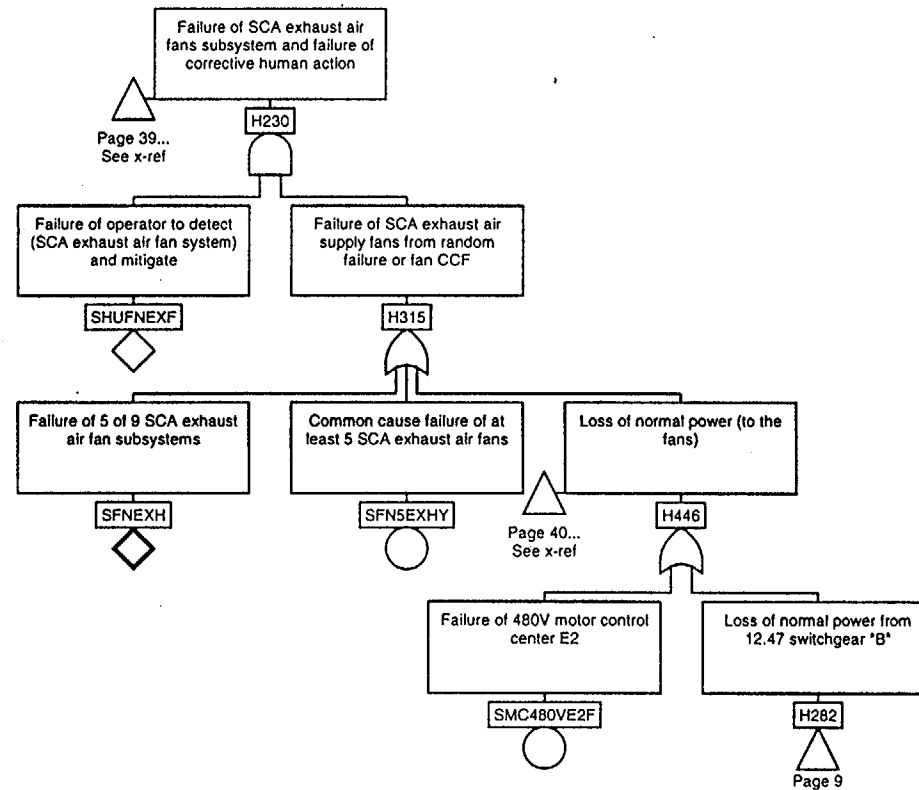 Failure of SCA exhaust air
fans subsystem and failure of
corrective human action
Page 39...
See x-ref
H230
Failure of operator to detect
(SCA exhaust air fan system)
and mitigate
Failure of SCA exhaust air
supply fans from random
failure or fan CCF
SHUFNEXF
H315
Failure of 5 of 9 SCA exhaust
air fan subsystems
Common cause failure of at
least 5 SCA exhaust air fans
Loss of normal power (to the
fans)
SFNEXH
SFN5EXHY
Page 40...
See x-ref
H446
Failure of 480V motor control
center E2
Loss of normal power from
12.47 switchgear "B"
SMC480VE2F
H282
Page 9